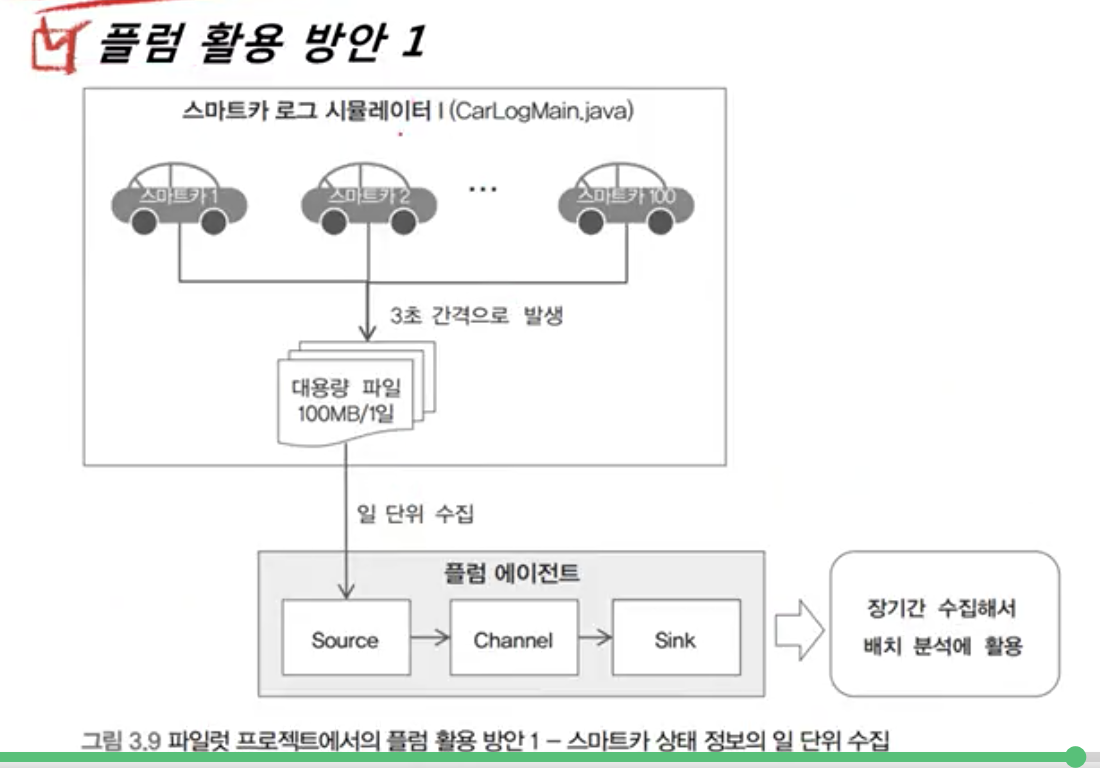 플럼 활용 방안 1
스마트카 로그 시뮬레이터 I (CarLogMain.java)
스마트카 1
스마트카 2
...
스마트카 100
3초 간격으로 발생
대용량 파일
100MB/1일
일 단위 수집
플럼 에이전트
Source
Channel
Sink
장기간 수집해서
배치 분석에 활용
그림 3.9 파일럿 프로젝트에서의 플럼 활용 방안 1 – 스마트카 상태 정보의 일 단위 수집